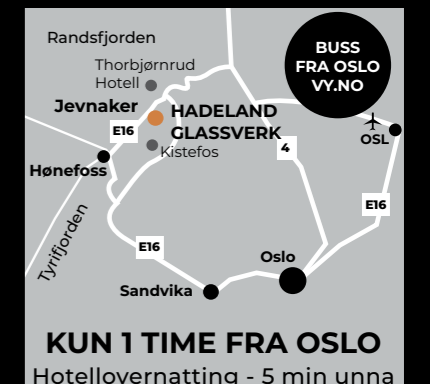 Randsfjorden
BUSS
FRA OSLO
VY.NO
Thorbjørnrud
Hotell
Jevnaker
HADELAND
GLASSVERK
E16
Kistefos
4
OSL
Hønefoss
E16
Tyrifjorden
E16
Oslo
Sandvika
KUN 1 TIME FRA OSLO
Hotellovernatting - 5 min unna